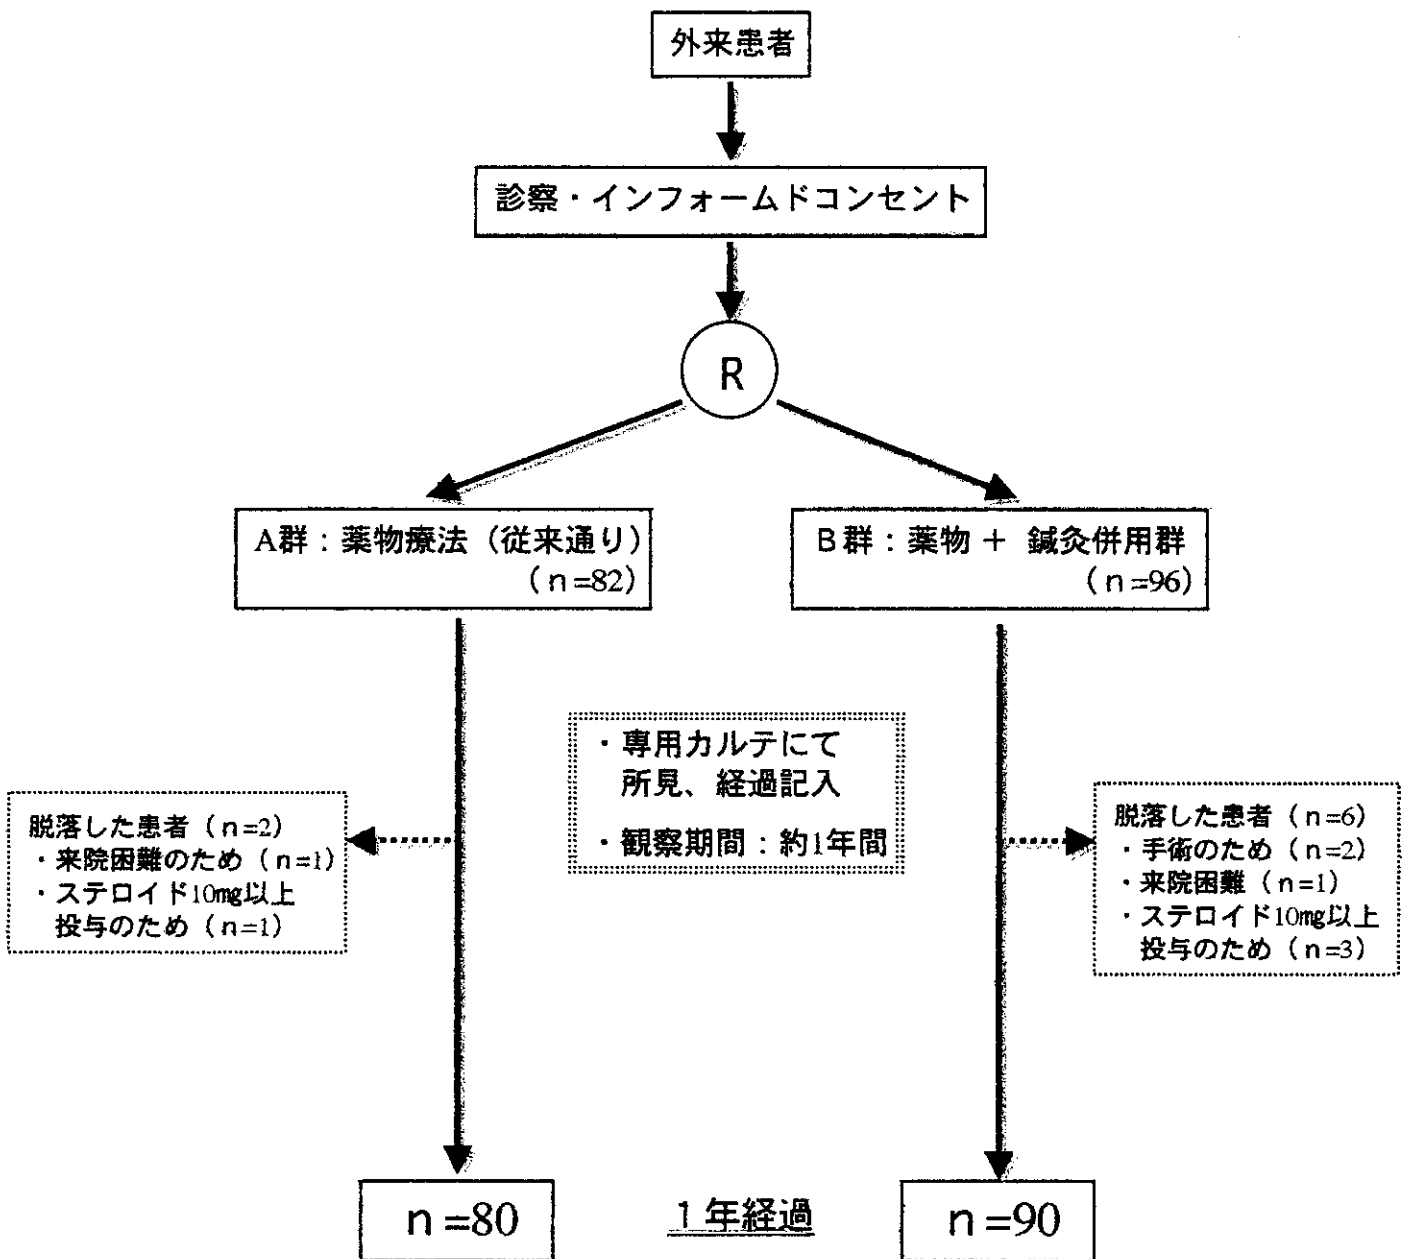 外来患者
診察・インフォームドコンセント
R
A群：薬物療法（従来通り）
（n=82）
B群：薬物 + 鍼灸併用群
（n=96）
・専用カルテにて
所見、経過記入
・観察期間：約1年間
脱落した患者（n=2）
・来院困難のため（n=1）
・ステロイド10㎎以上
投与のため（n=1）
脱落した患者（n=6）
・手術のため（n=2）
・来院困難（n=1）
・ステロイド10㎎以上
投与のため（n=3）
n=80
１年経過
n=90